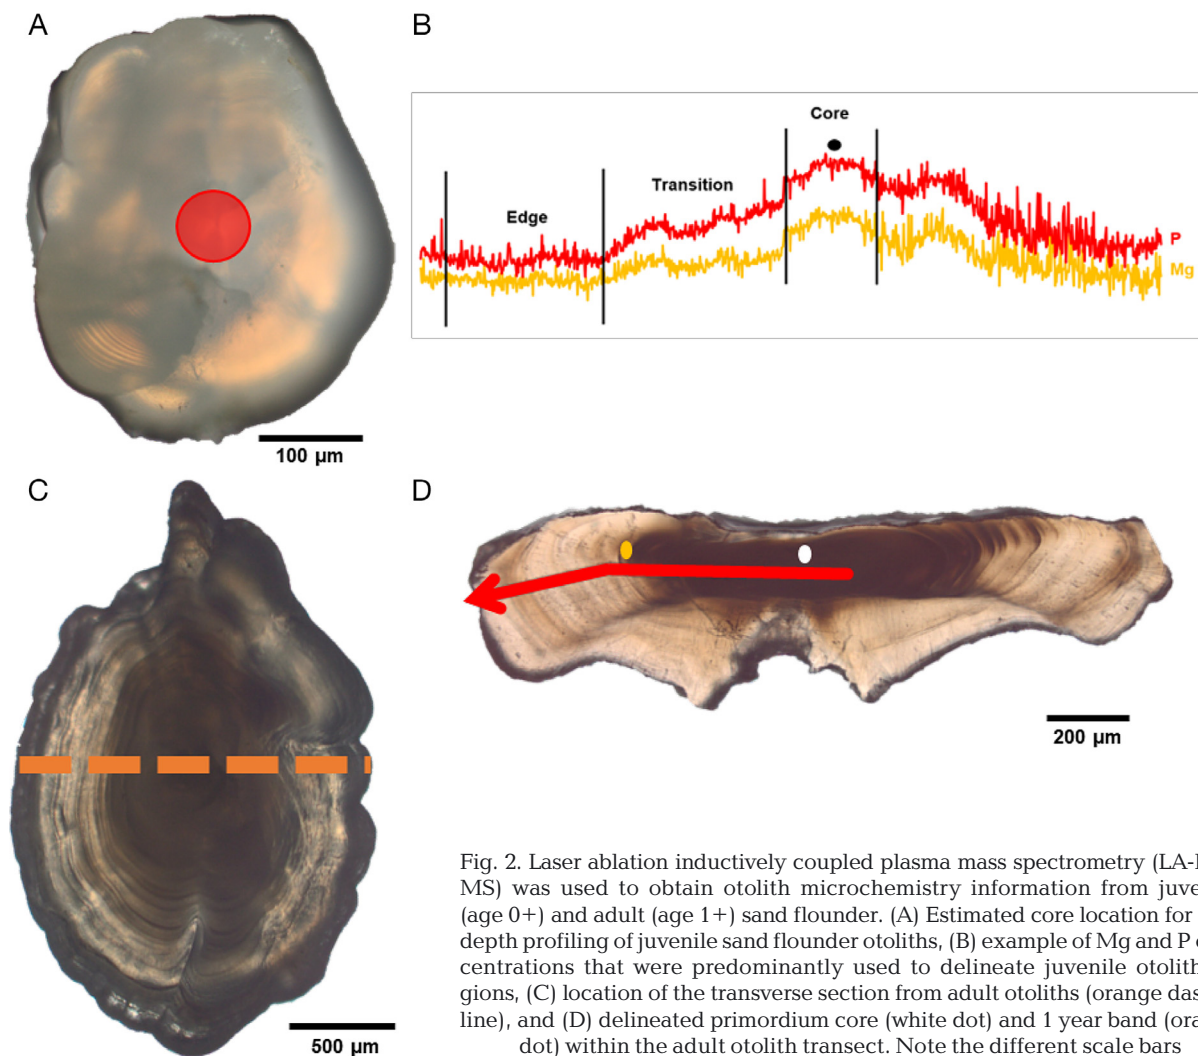 A
B
Core
Transition
Edge
P
Mg
100 µm
C
D
200 µm
500 µm
Fig. 2. Laser ablation inductively coupled plasma mass spectrometry
MS) was used to obtain otolith microchemistry information from
(age 0+) and adult (age 1+) sand flounder. (A) Estimated core location for
depth profiling of juvenile sand flounder otoliths, (B) example of Mg and P
centrations that were predominantly used to delineate juvenile otolith
gions, (C) location of the transverse section from adult otoliths (orange
line), and (D) delineated primordium core (white dot) and 1 year band
dot) within the adult otolith transect. Note the different scale bars